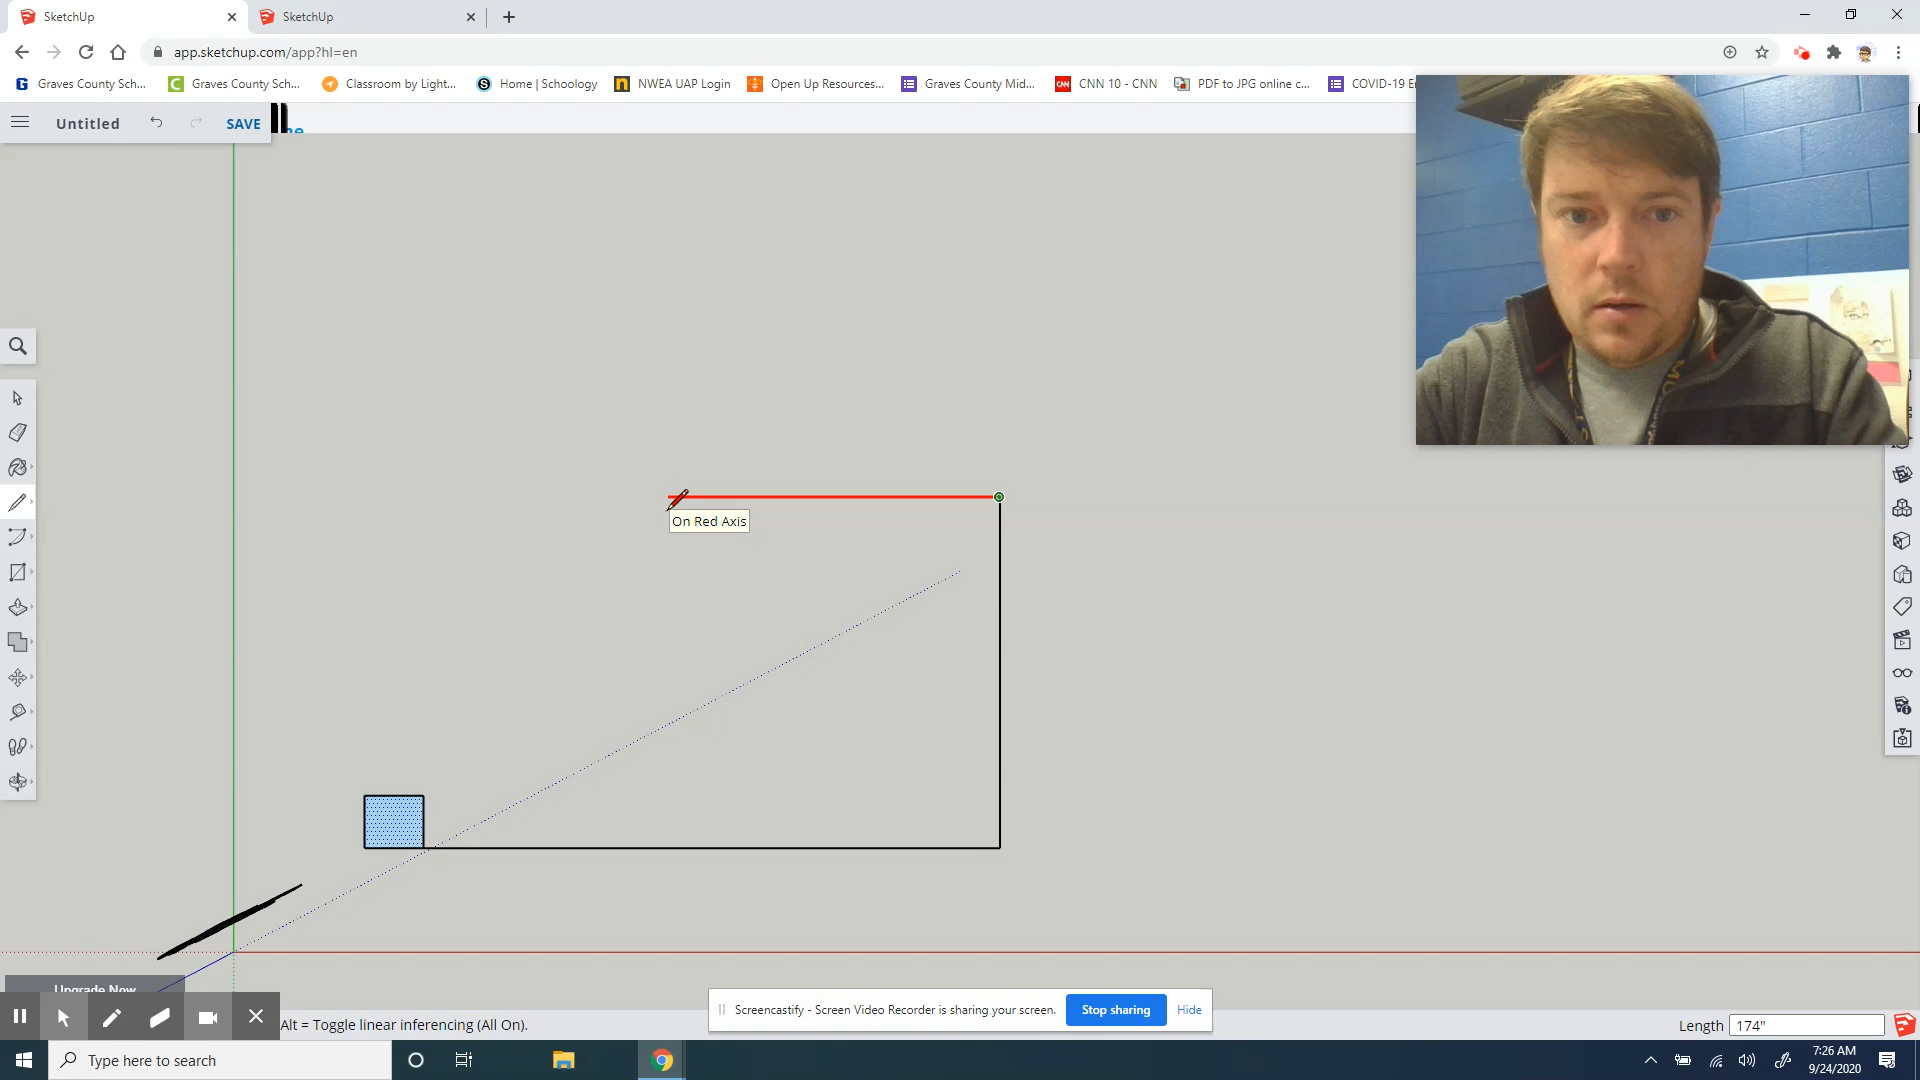 SketchUp
SketchUp
app.sketchup.com/app?hl=en
Graves County Sch...
Graves County Sch...
Classroom by Light...
Home | Schoology
NWEA UAP Login
Open Up Resources...
Graves County Mid...
CNN 10 - CNN
PDF to JPG online c...
COVID-19 E
Untitled
SAVE
ne
On Red Axis
Upgrade Now
Screencastify - Screen Video Recorder is sharing your screen.
Stop sharing
Hide
Alt = Toggle linear inferencing (All On).
Length
174"
Type here to search
7:26 AM
9/24/2020